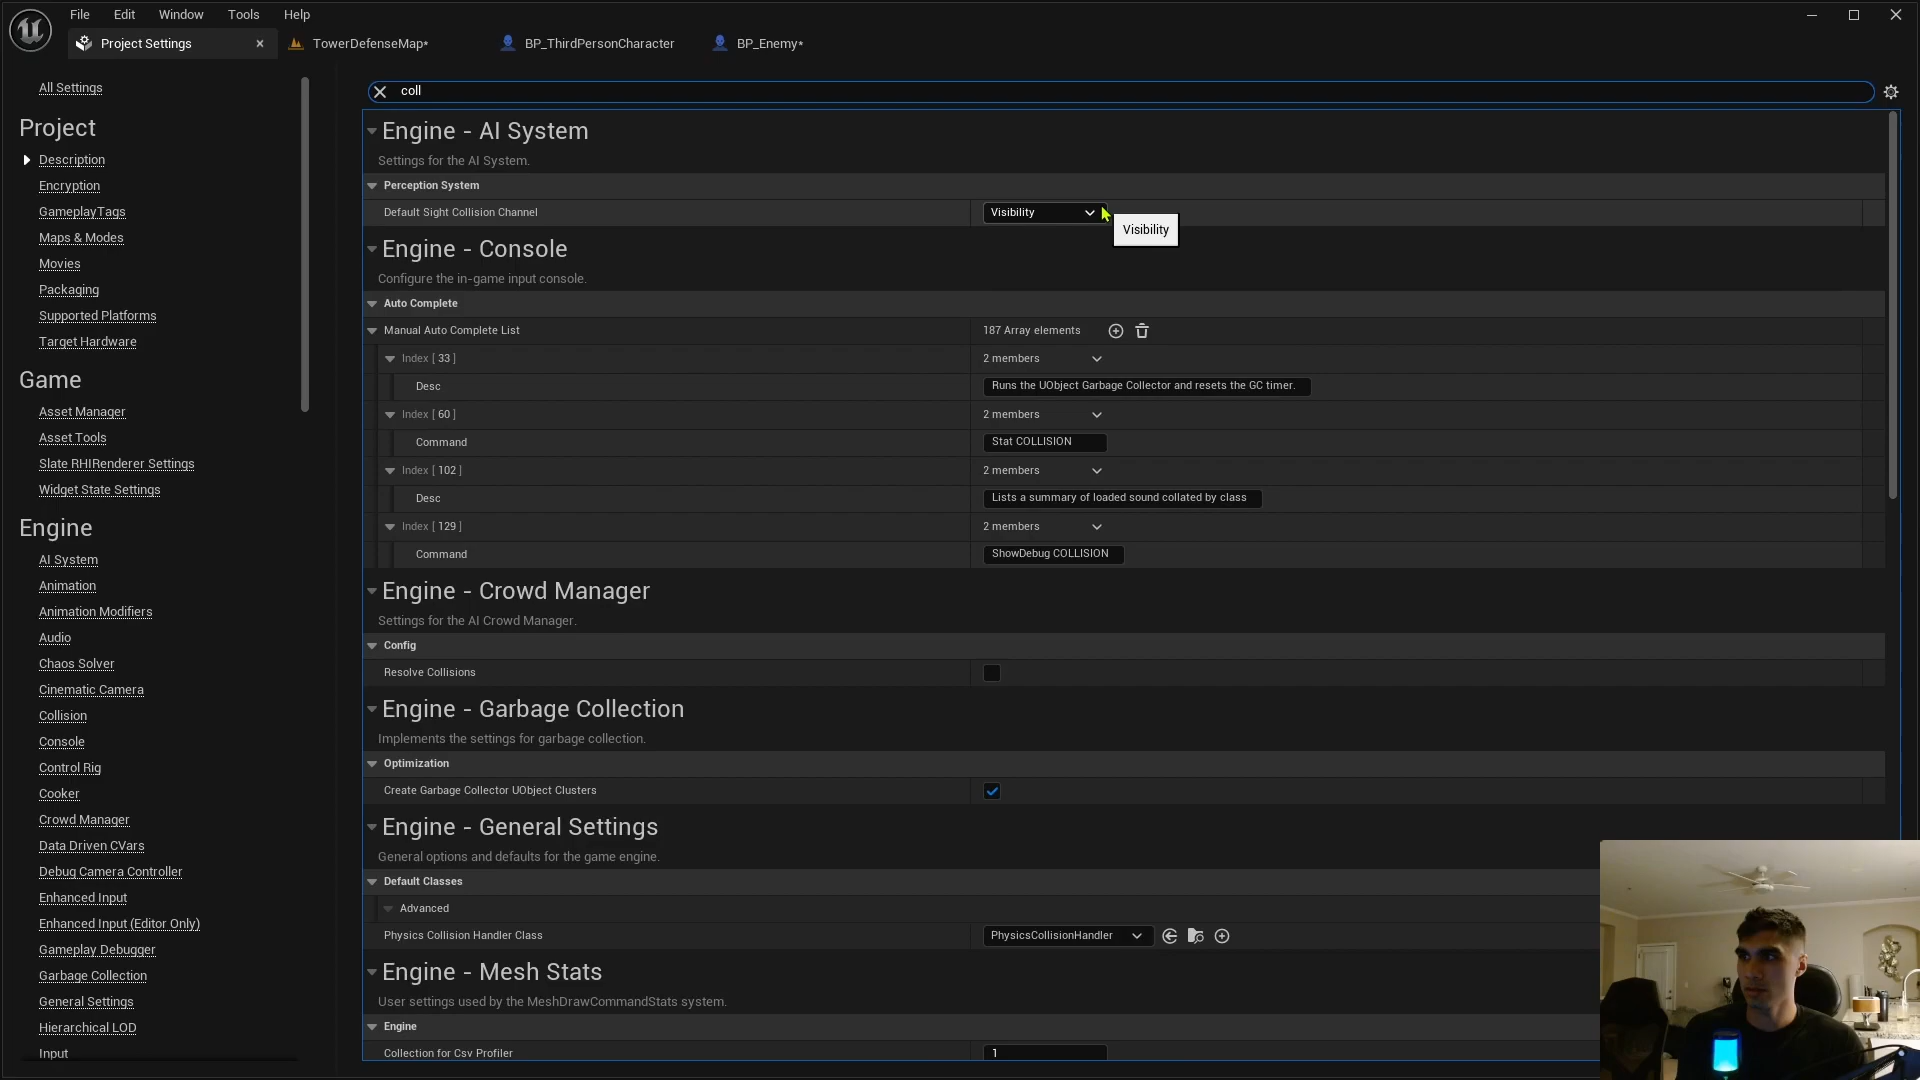 File Edit Window Tools Help
Project Settings TowerDefenseMap* BP_ThirdPersonCharacter BP_Enemy*
All Settings
Project
Description
Encryption
GameplayTags
Maps & Modes
Movies
Packaging
Supported Platforms
Target Hardware
Game
Asset Manager
Asset Tools
Slate RHIRenderer Settings
Widget State Settings
Engine
AI System
Animation
Animation Modifiers
Audio
Chaos Solver
Cinematic Camera
Collision
Console
Control Rig
Cooker
Crowd Manager
Data Driven CVars
Debug Camera Controller
Enhanced Input
Enhanced Input (Editor Only)
Gameplay Debugger
Garbage Collection
General Settings
Hierarchical LOD
Input
coll
Engine - AI System
Settings for the AI System.
Perception System
Default Sight Collision Channel Visibility
Visibility
Engine - Console
Configure the in-game input console.
Auto Complete
Manual Auto Complete List 187 Array elements
Index [ 33 ] 2 members
Desc Runs the UObject Garbage Collector and resets the GC timer.
Index [ 60 ] 2 members
Command Stat COLLISION
Index [ 102 ] 2 members
Desc Lists a summary of loaded sound collated by class
Index [ 129 ] 2 members
Command ShowDebug COLLISION
Engine - Crowd Manager
Settings for the AI Crowd Manager.
Config
Resolve Collisions
Engine - Garbage Collection
Implements the settings for garbage collection.
Optimization
Create Garbage Collector UObject Clusters
Engine - General Settings
General options and defaults for the game engine.
Default Classes
Advanced
Physics Collision Handler Class PhysicsCollisionHandler
Engine - Mesh Stats
User settings used by the MeshDrawCommandStats system.
Engine
Collection for Csv Profiler 1